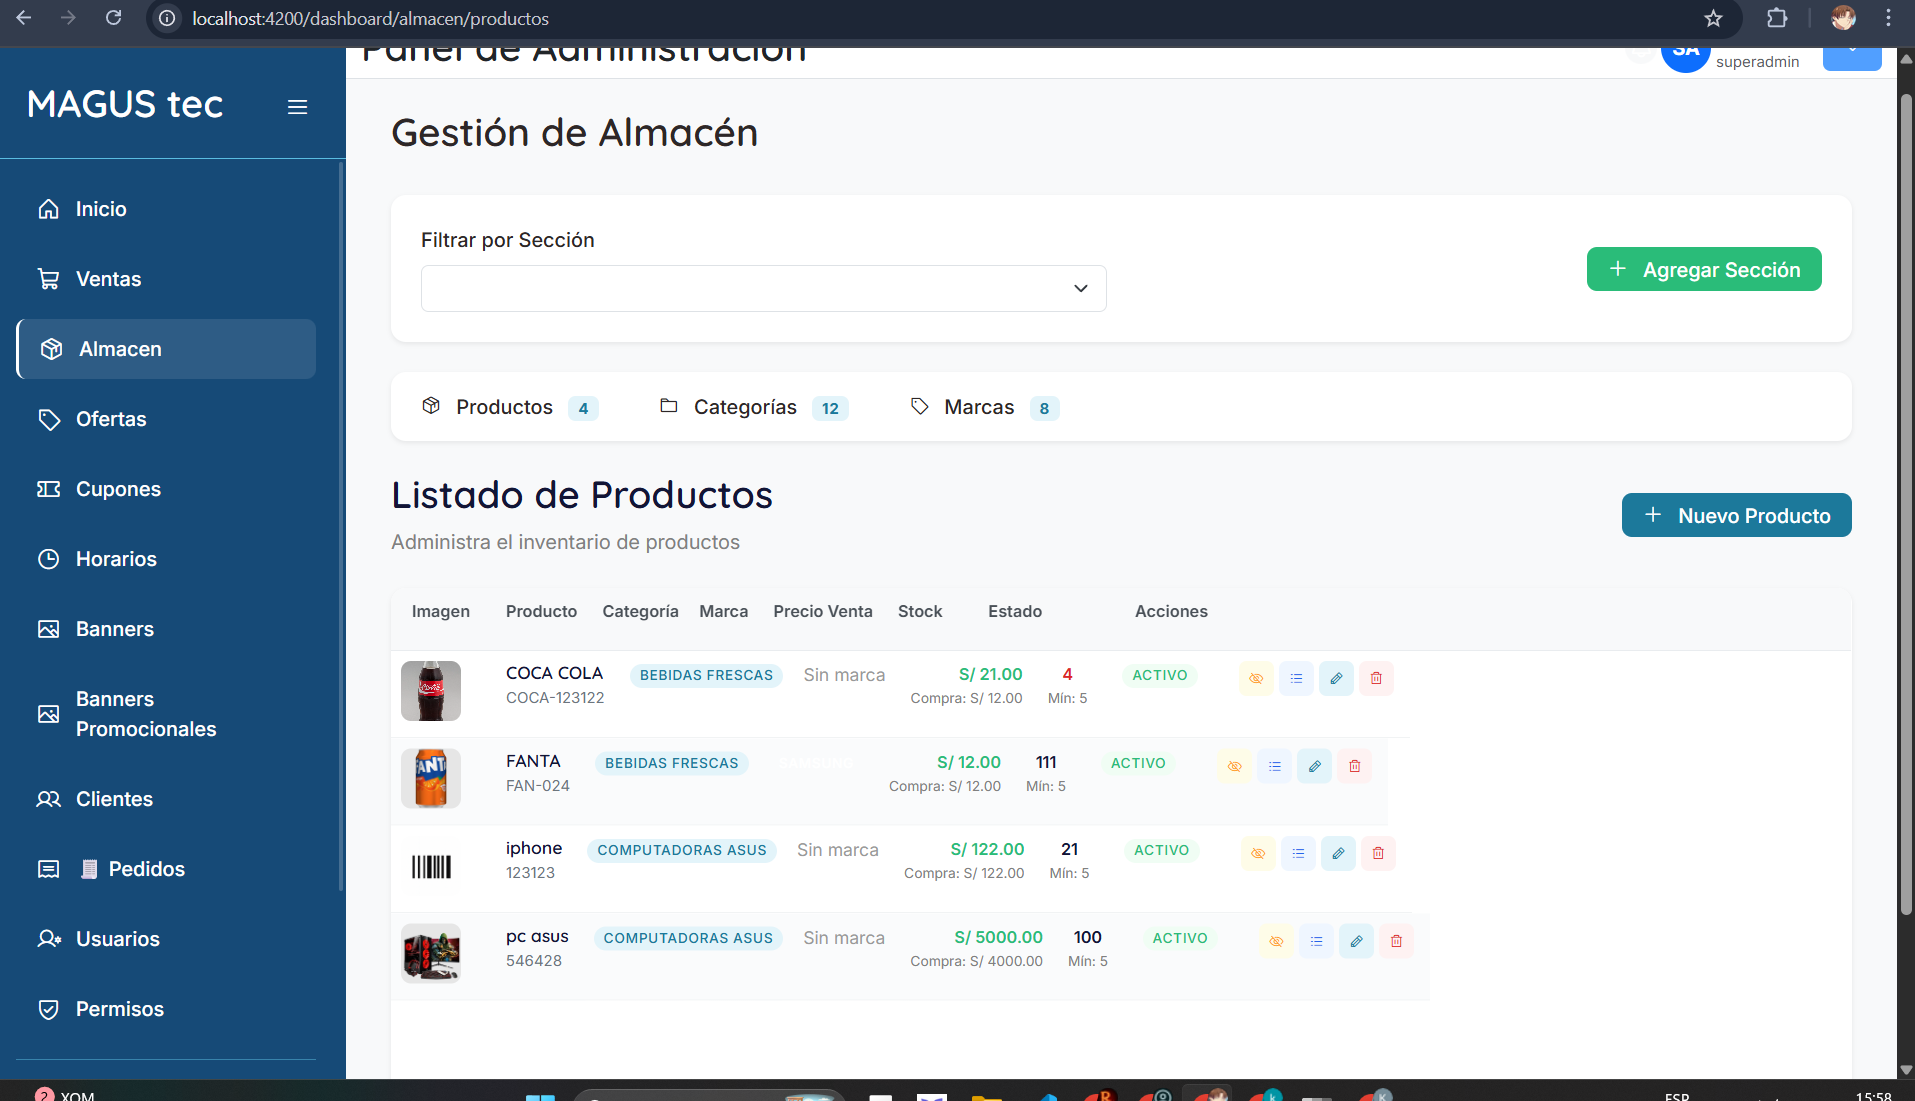 localhost:4200/dashboard/almacen/productos
Panel de Administración
SA
superadmin
MAGUS tec
Inicio
Ventas
Almacen
Ofertas
Cupones
Horarios
Banners
Banners
Promocionales
Clientes
Pedidos
Usuarios
Permisos
Gestión de Almacén
Filtrar por Sección
Agregar Sección
Productos 4 Categorías 12 Marcas 8
Listado de Productos
Nuevo Producto
Administra el inventario de productos
Imagen Producto Categoría Marca Precio Venta Stock Estado Acciones
COCA COLA BEBIDAS FRESCAS Sin marca S/ 21.00 4 ACTIVO
COCA-123122 Compra: S/ 12.00 Mín: 5
FANTA BEBIDAS FRESCAS SAMSUNG S/ 12.00 111 ACTIVO
FAN-024 Compra: S/ 12.00 Mín: 5
iphone COMPUTADORAS ASUS Sin marca S/ 122.00 21 ACTIVO
123123 Compra: S/ 122.00 Mín: 5
pc asus COMPUTADORAS ASUS Sin marca S/ 5000.00 100 ACTIVO
546428 Compra: S/ 4000.00 Mín: 5
2 XOM
ESP
15:58